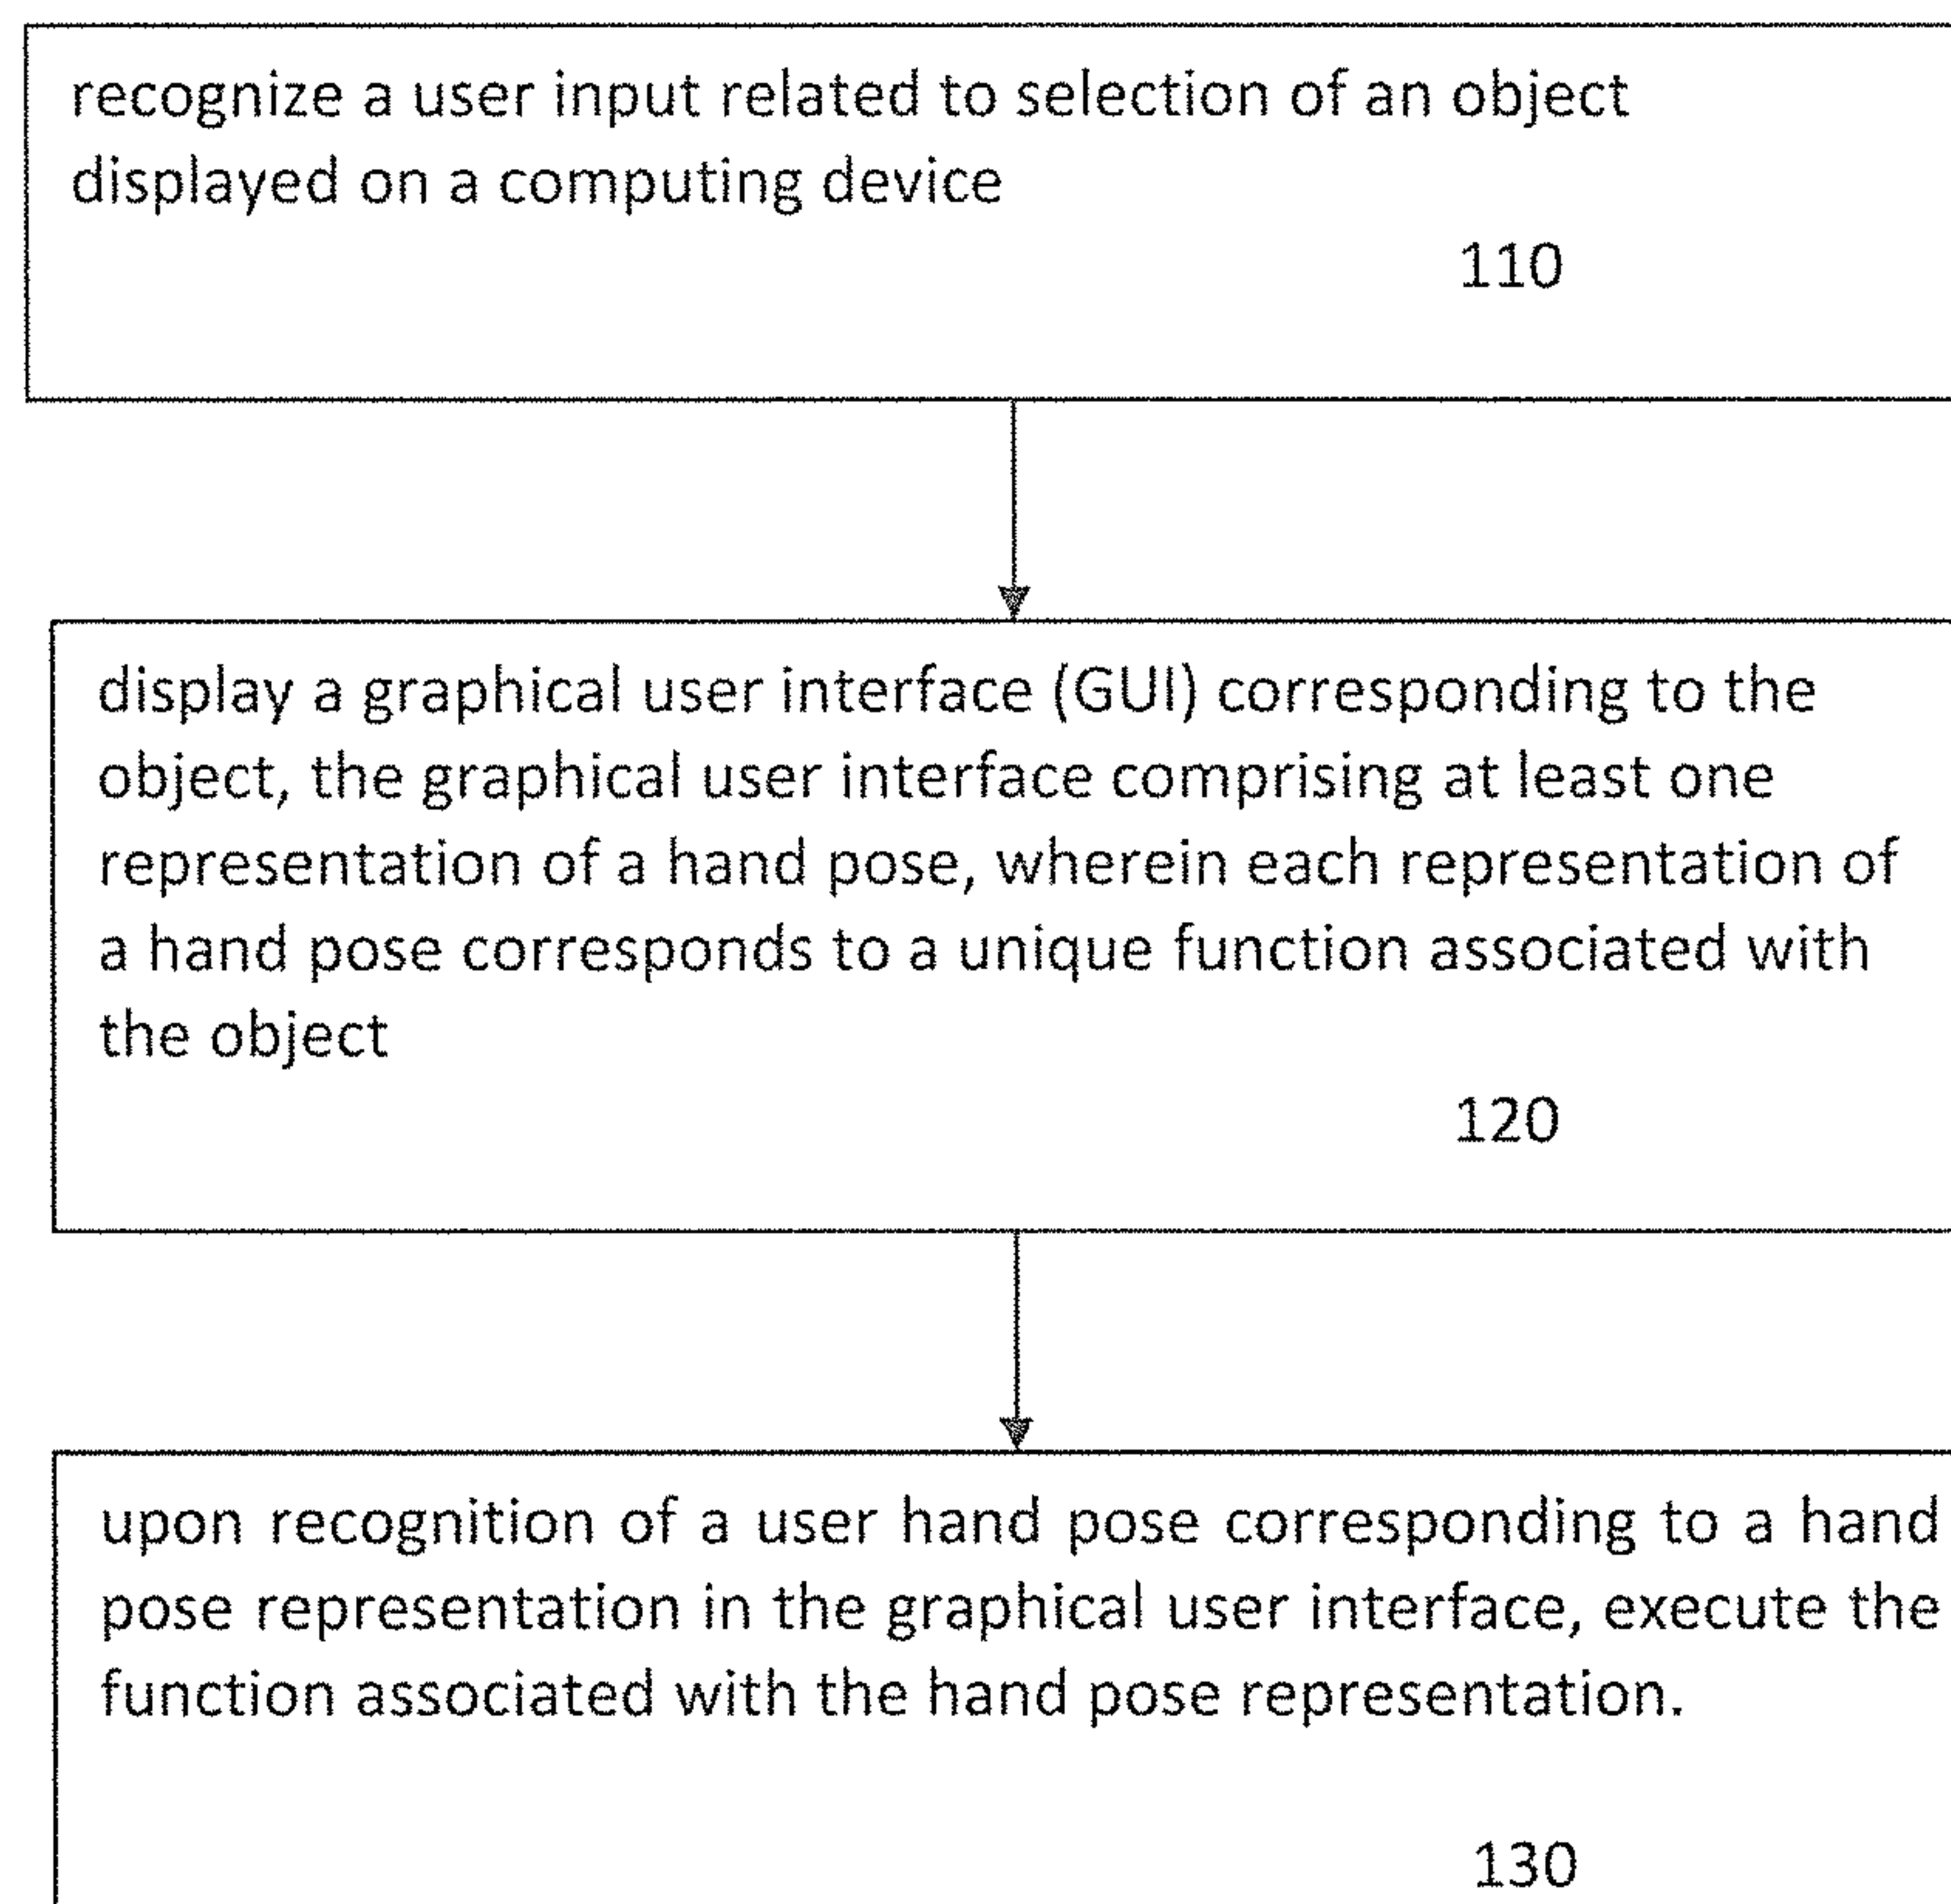 recognize a user input related to selection of an object
displayed on a computing device
110
display a graphical user interface (GUI) corresponding to the
object, the graphical user interface comprising at least one
representation of a hand pose, wherein each representation of
a hand pose corresponds to a unique function associated with
the object
120
upon recognition of a user hand pose corresponding to a hand
pose representation in the graphical user interface, execute the
function associated with the hand pose representation.
130